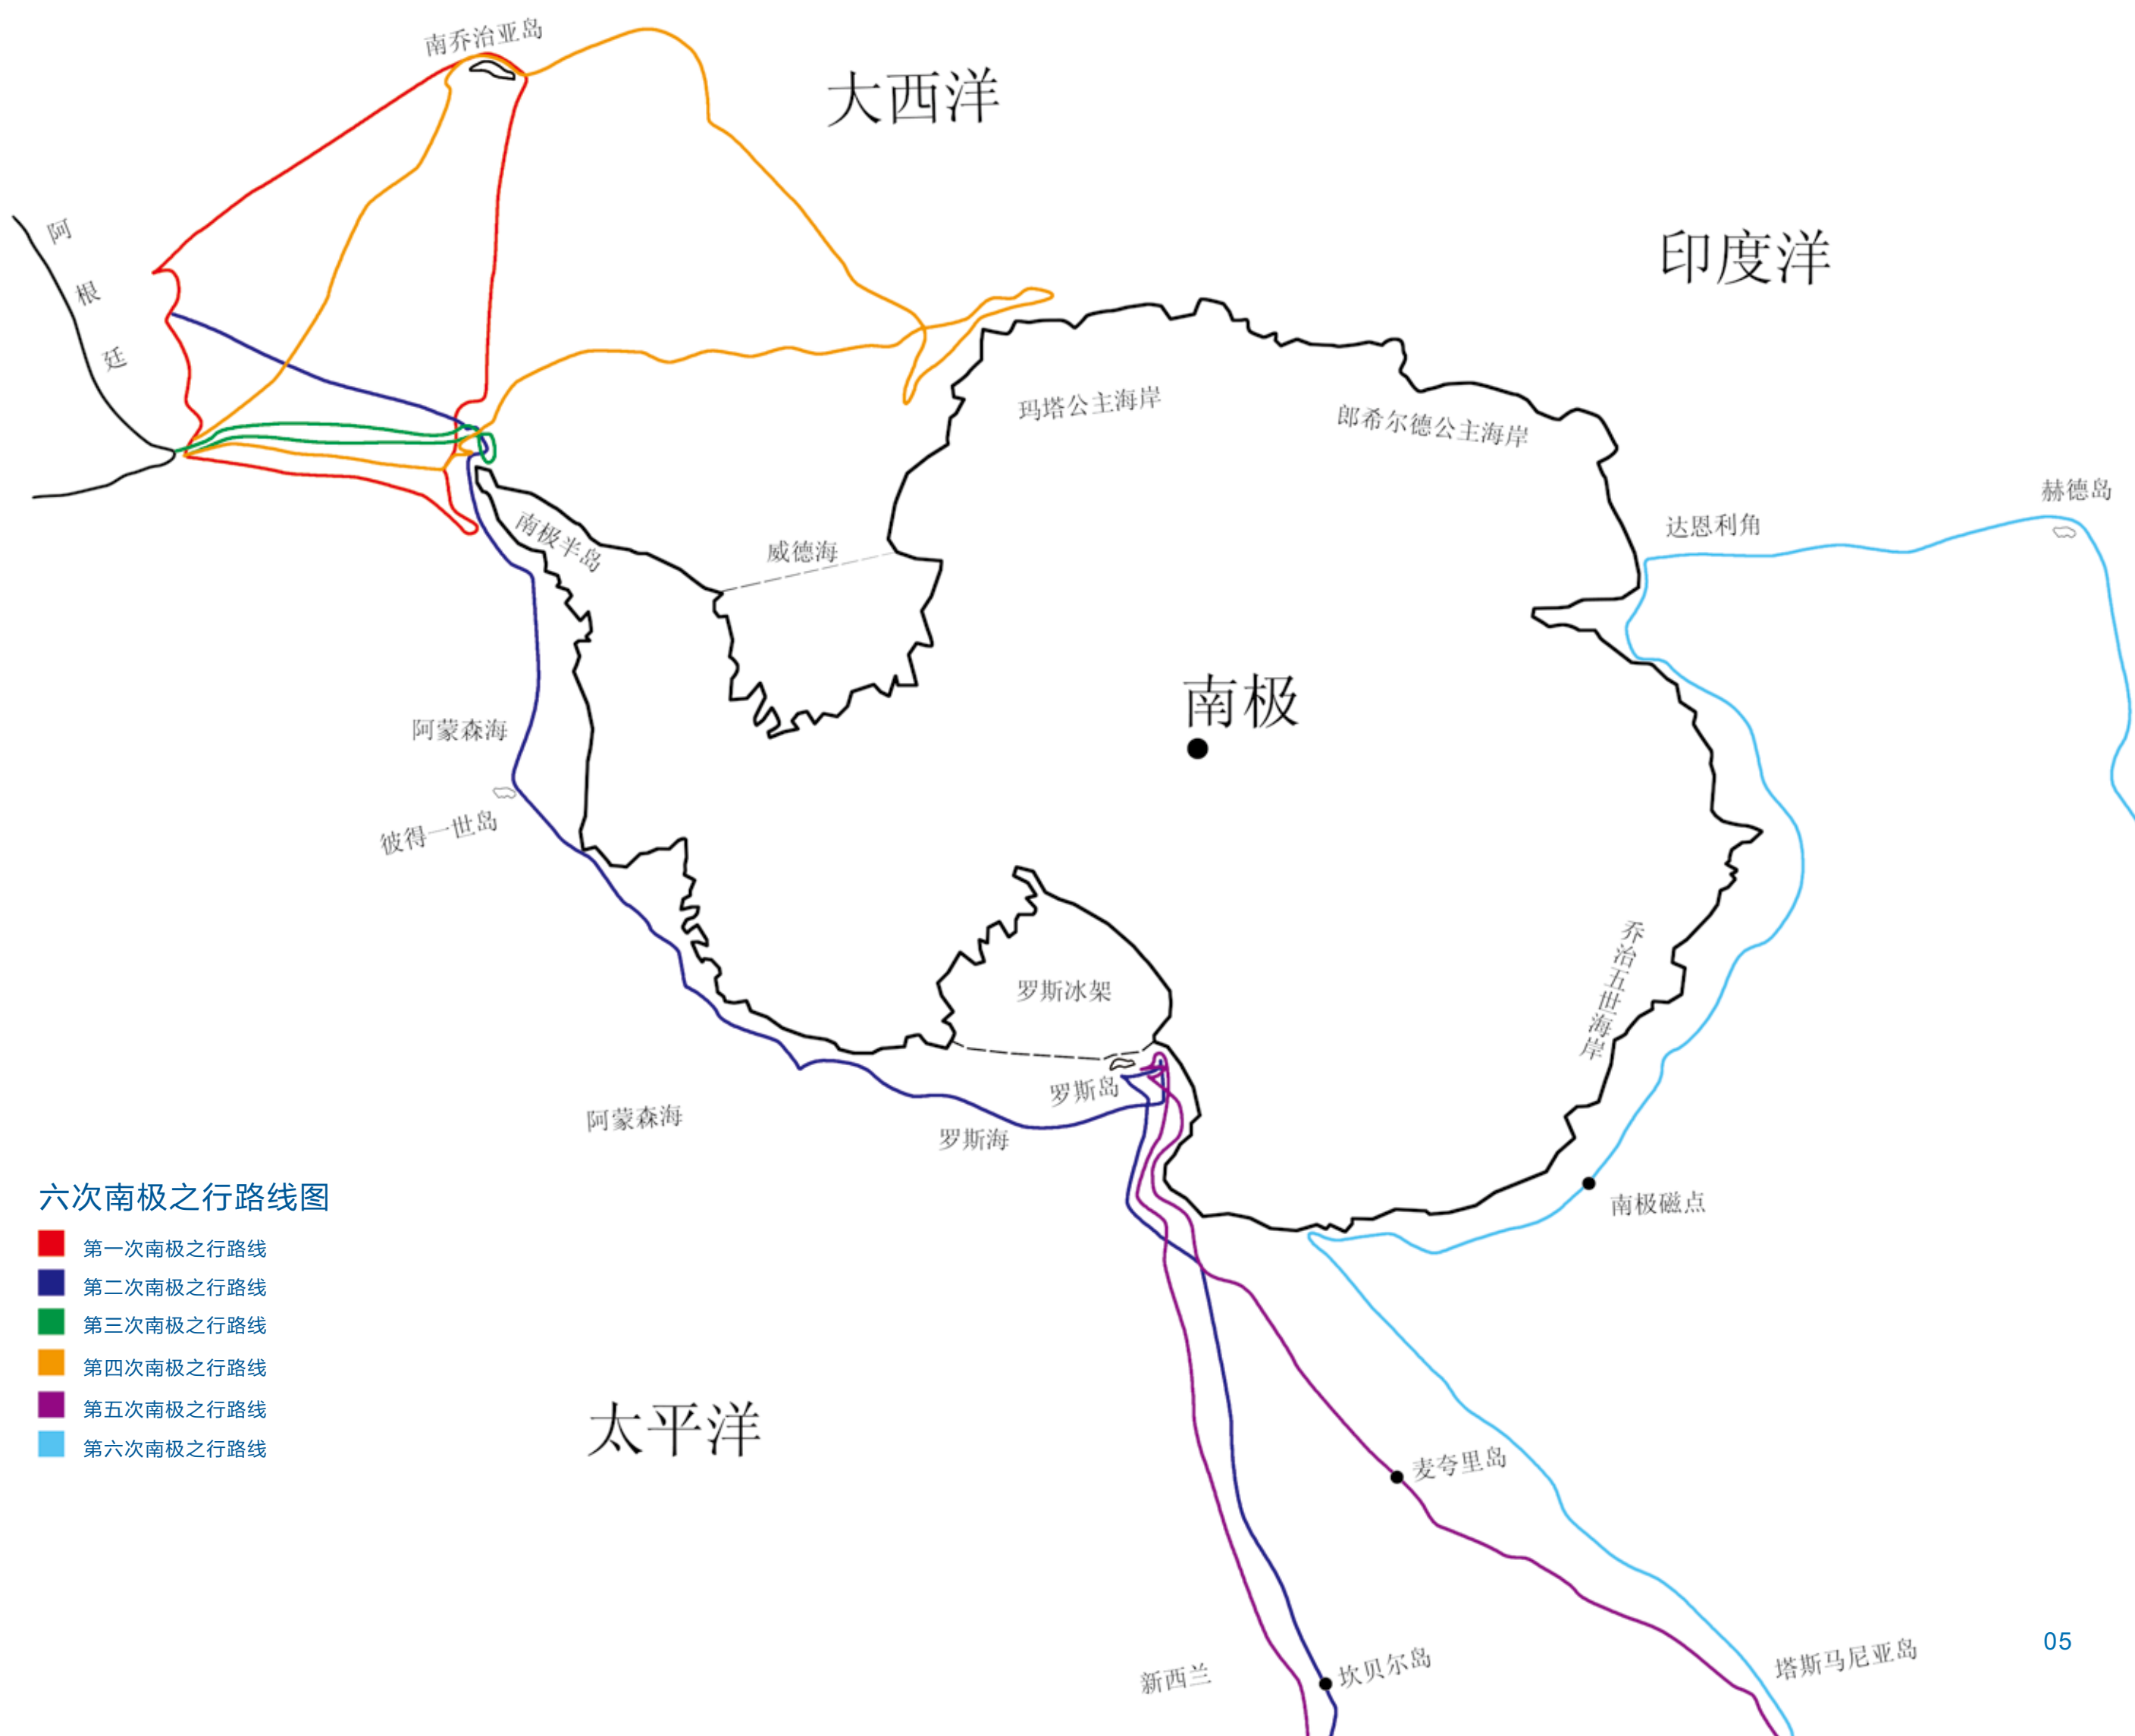 南乔治亚岛
大西洋
印度洋
阿根廷
玛塔公主海岸
郎希尔德公主海岸
赫德岛
达恩利角
南极半岛
威德海
南极
阿蒙森海
彼得一世岛
乔治五世海岸
罗斯冰架
罗斯岛
阿蒙森海
罗斯海
南极磁点
六次南极之行路线图
第一次南极之行路线
第二次南极之行路线
第三次南极之行路线
第四次南极之行路线
第五次南极之行路线
第六次南极之行路线
太平洋
麦夸里岛
新西兰
坎贝尔岛
塔斯马尼亚岛
05